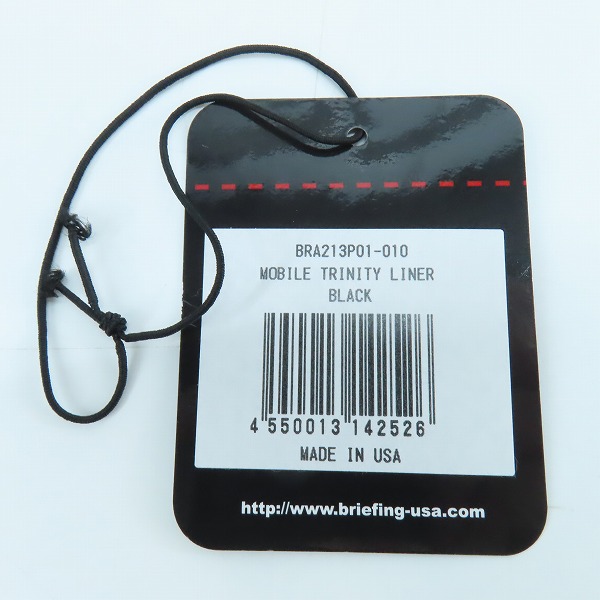 BRA213P01-010
MOBILE TRINITY LINER
BLACK
4 550013 142526
MADE IN USA
http://www.briefing-usa.com